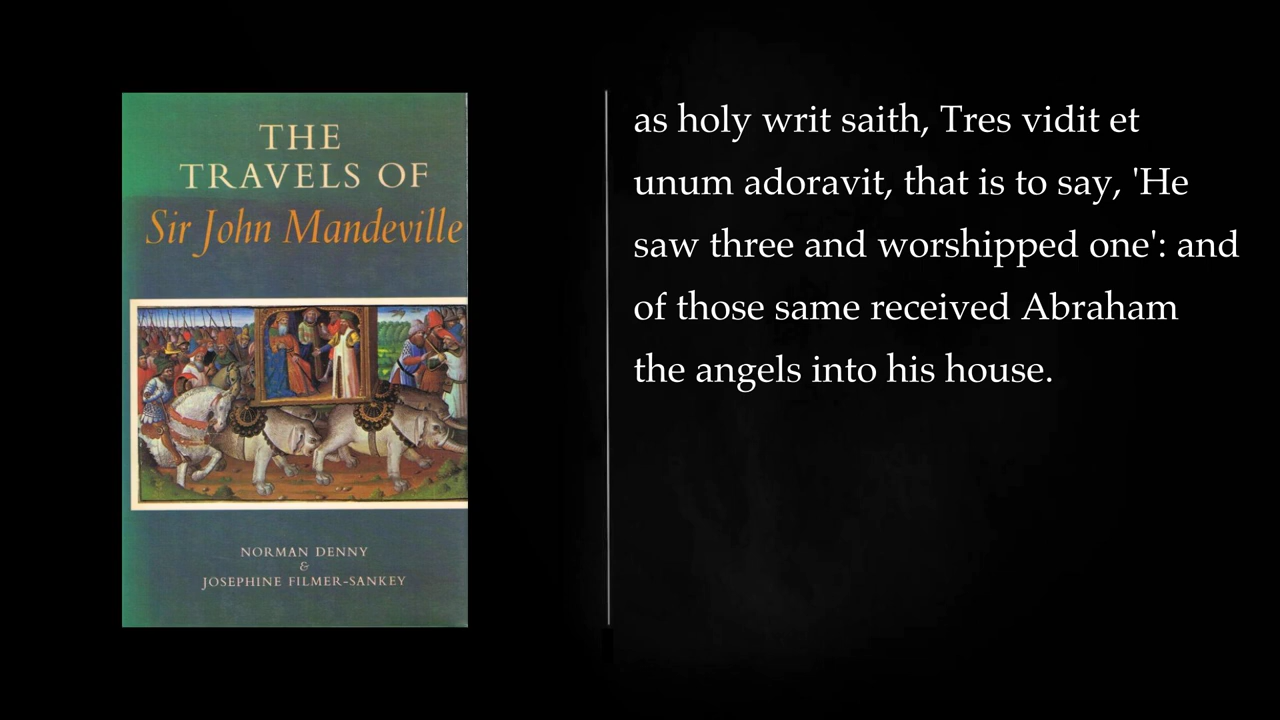 THE
TRAVELS OF
Sir John Mandeville
NORMAN DENNY
&
JOSEPHINE FILMER-SANKEY
as holy writ saith, Tres vidit et
unum adoravit, that is to say, 'He
saw three and worshipped one': and
of those same received Abraham
the angels into his house.